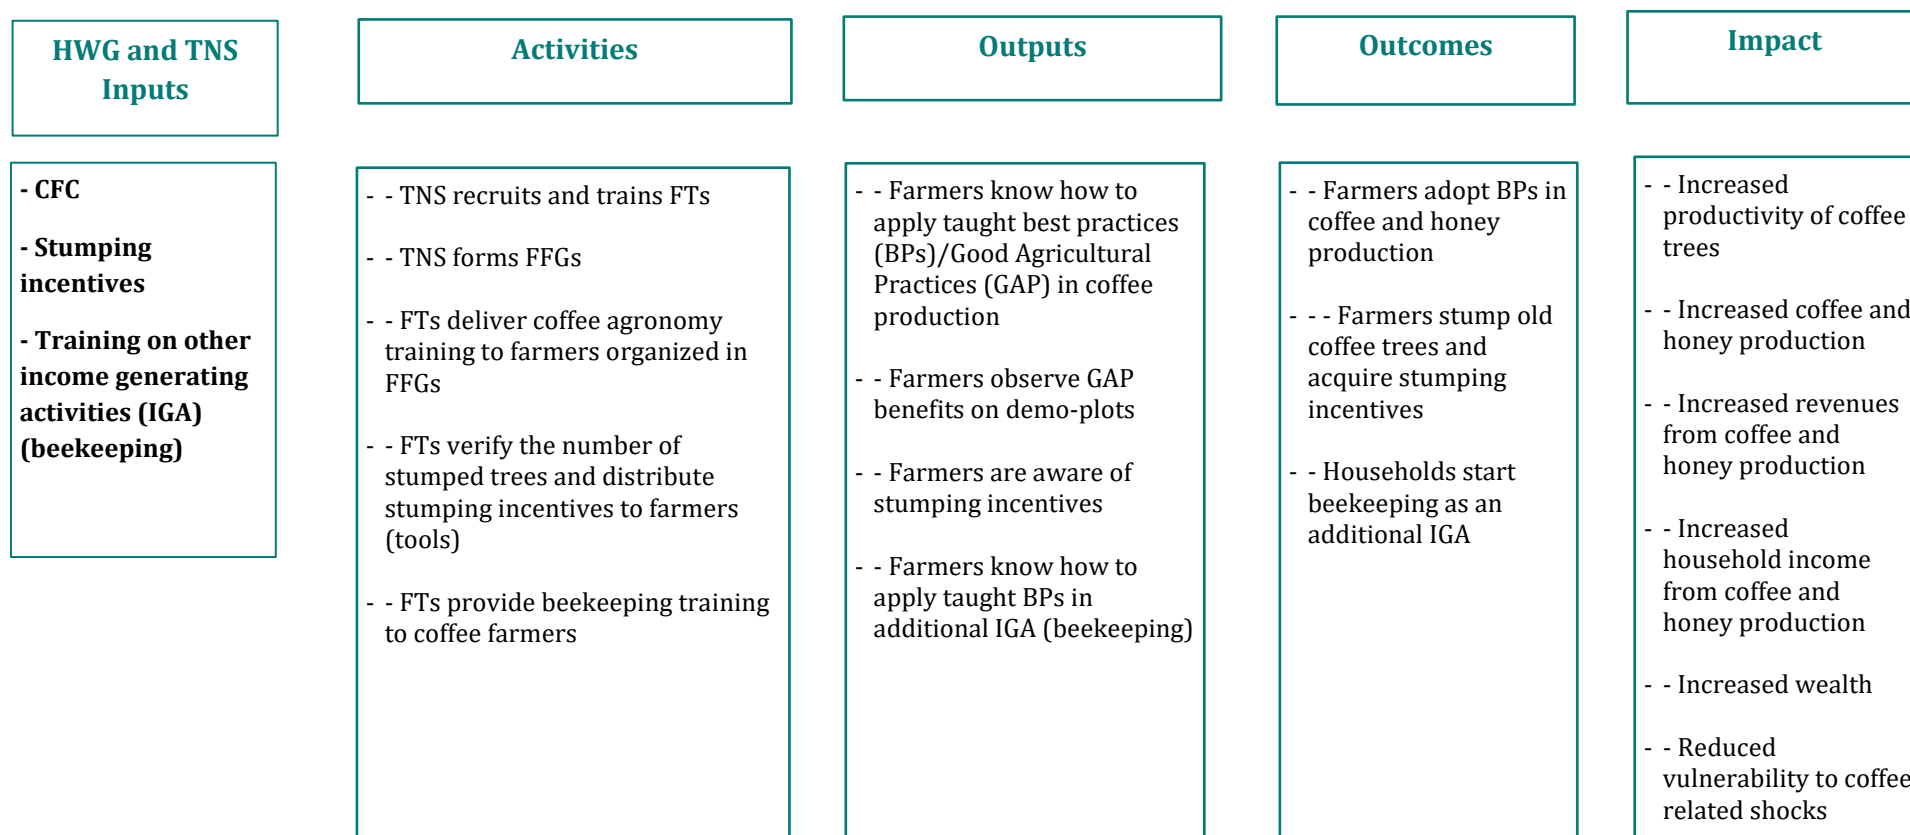 HWG and TNS
Inputs
Activities
Outputs
Outcomes
Impact
- CFC
- Stumping
incentives
- Training on other
income generating
activities (IGA)
(beekeeping)
- - TNS recruits and trains FTs
- - TNS forms FFGs
- - FTs deliver coffee agronomy
training to farmers organized in
FFGs
- - FTs verify the number of
stumped trees and distribute
stumping incentives to farmers
(tools)
- - FTs provide beekeeping training
to coffee farmers
- - Farmers know how to
apply taught best practices
(BPs)/Good Agricultural
Practices (GAP) in coffee
production
- - Farmers observe GAP
benefits on demo-plots
- - Farmers are aware of
stumping incentives
- - Farmers know how to
apply taught BPs in
additional IGA (beekeeping)
- - Farmers adopt BPs in
coffee and honey
production
- - - Farmers stump old
coffee trees and
acquire stumping
incentives
- - Households start
beekeeping as an
additional IGA
- - Increased
productivity of coffee
trees
- - Increased coffee and
honey production
- - Increased revenues
from coffee and
honey production
- - Increased
household income
from coffee and
honey production
- - Increased wealth
- - Reduced
vulnerability to coffee
related shocks